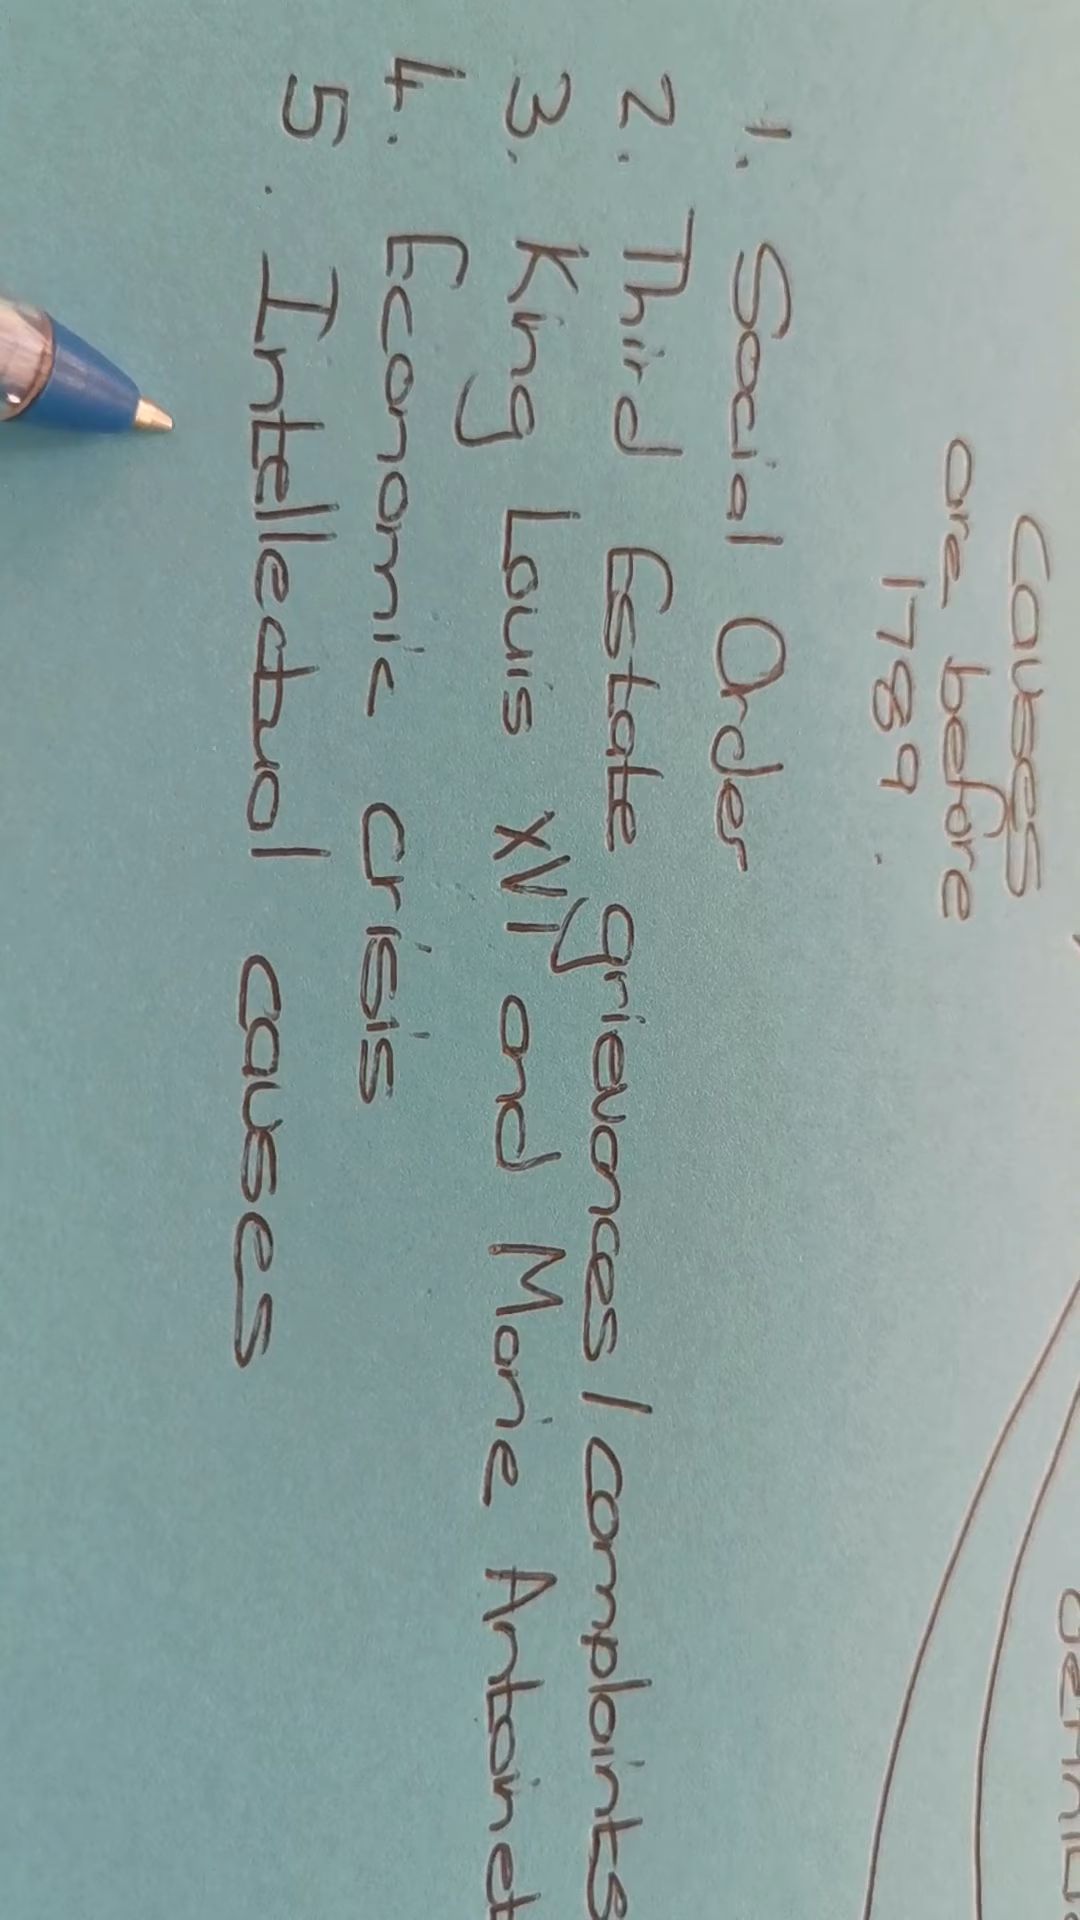 causes
are before
1789.
1. Social Order
2. Third Estate grievances / complaints
3. King Louis XVI and Marie Antoinet
4. Economic crisis
5. Intellectual causes